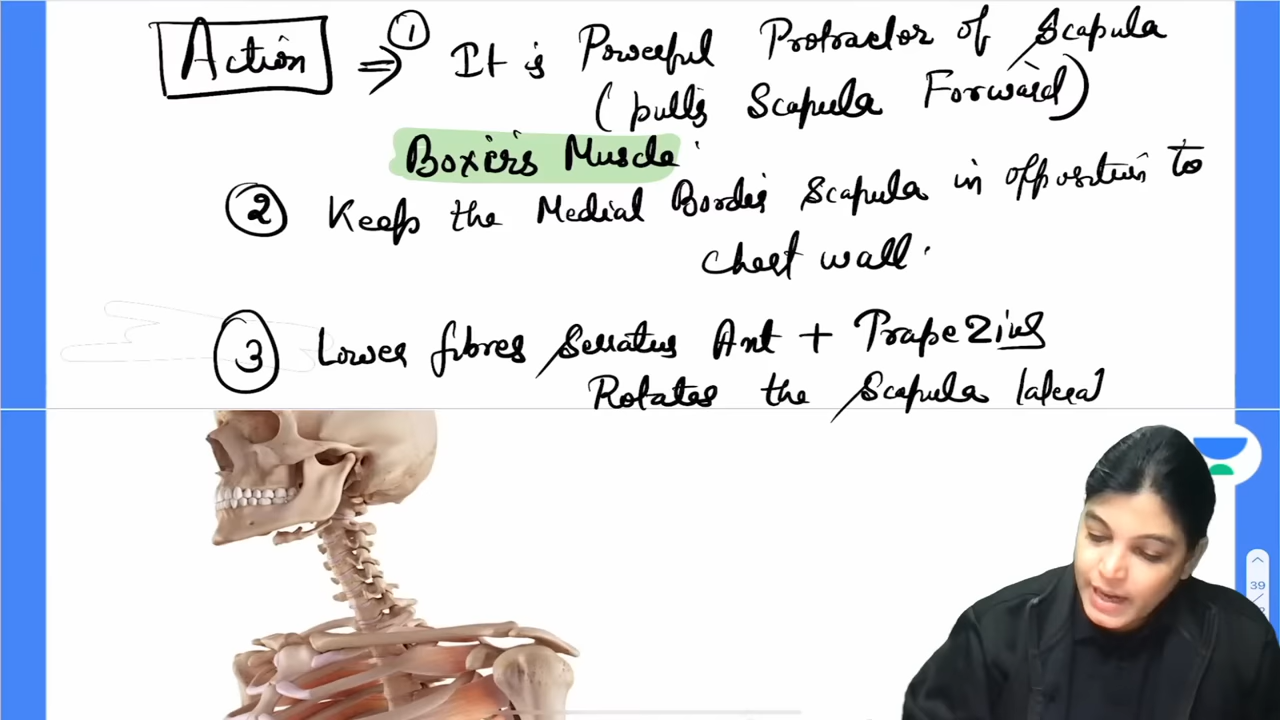 Action ⇒ ① It is Powerful Protractor of Scapula
(pulls Scapula Forward)
Boxer's Muscle
② Keep the Medial Border Scapula in opposition to
chest wall.
③ Lower fibres Serratus Ant + Trapezius
Rotates the Scapula lateral
39